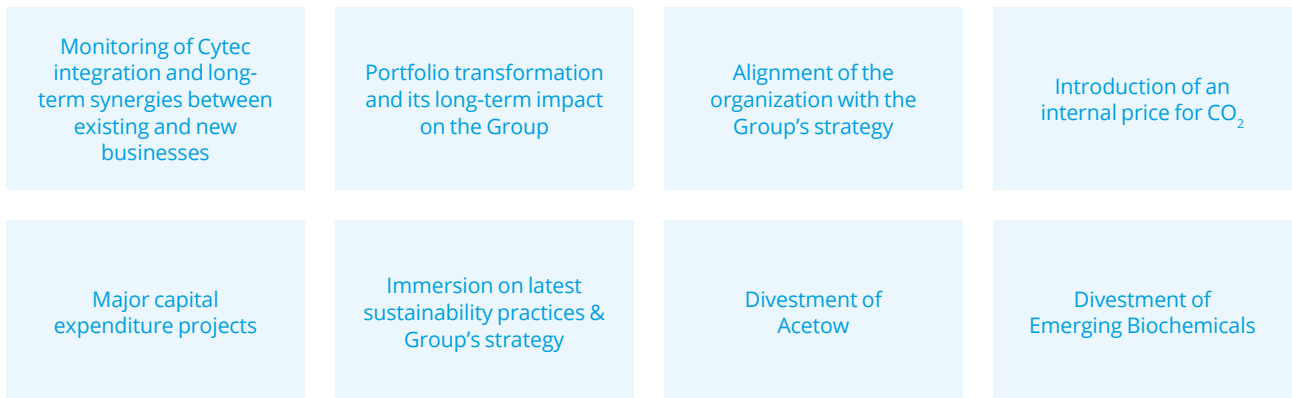 Monitoring of Cytec
integration and long-
term synergies between
existing and new
businesses
Portfolio transformation
and its long-term impact
on the Group
Alignment of the
organization with the
Group’s strategy
Introduction of an
internal price for CO₂
Major capital
expenditure projects
Immersion on latest
sustainability practices &
Group’s strategy
Divestment of
Acetow
Divestment of
Emerging Biochemicals